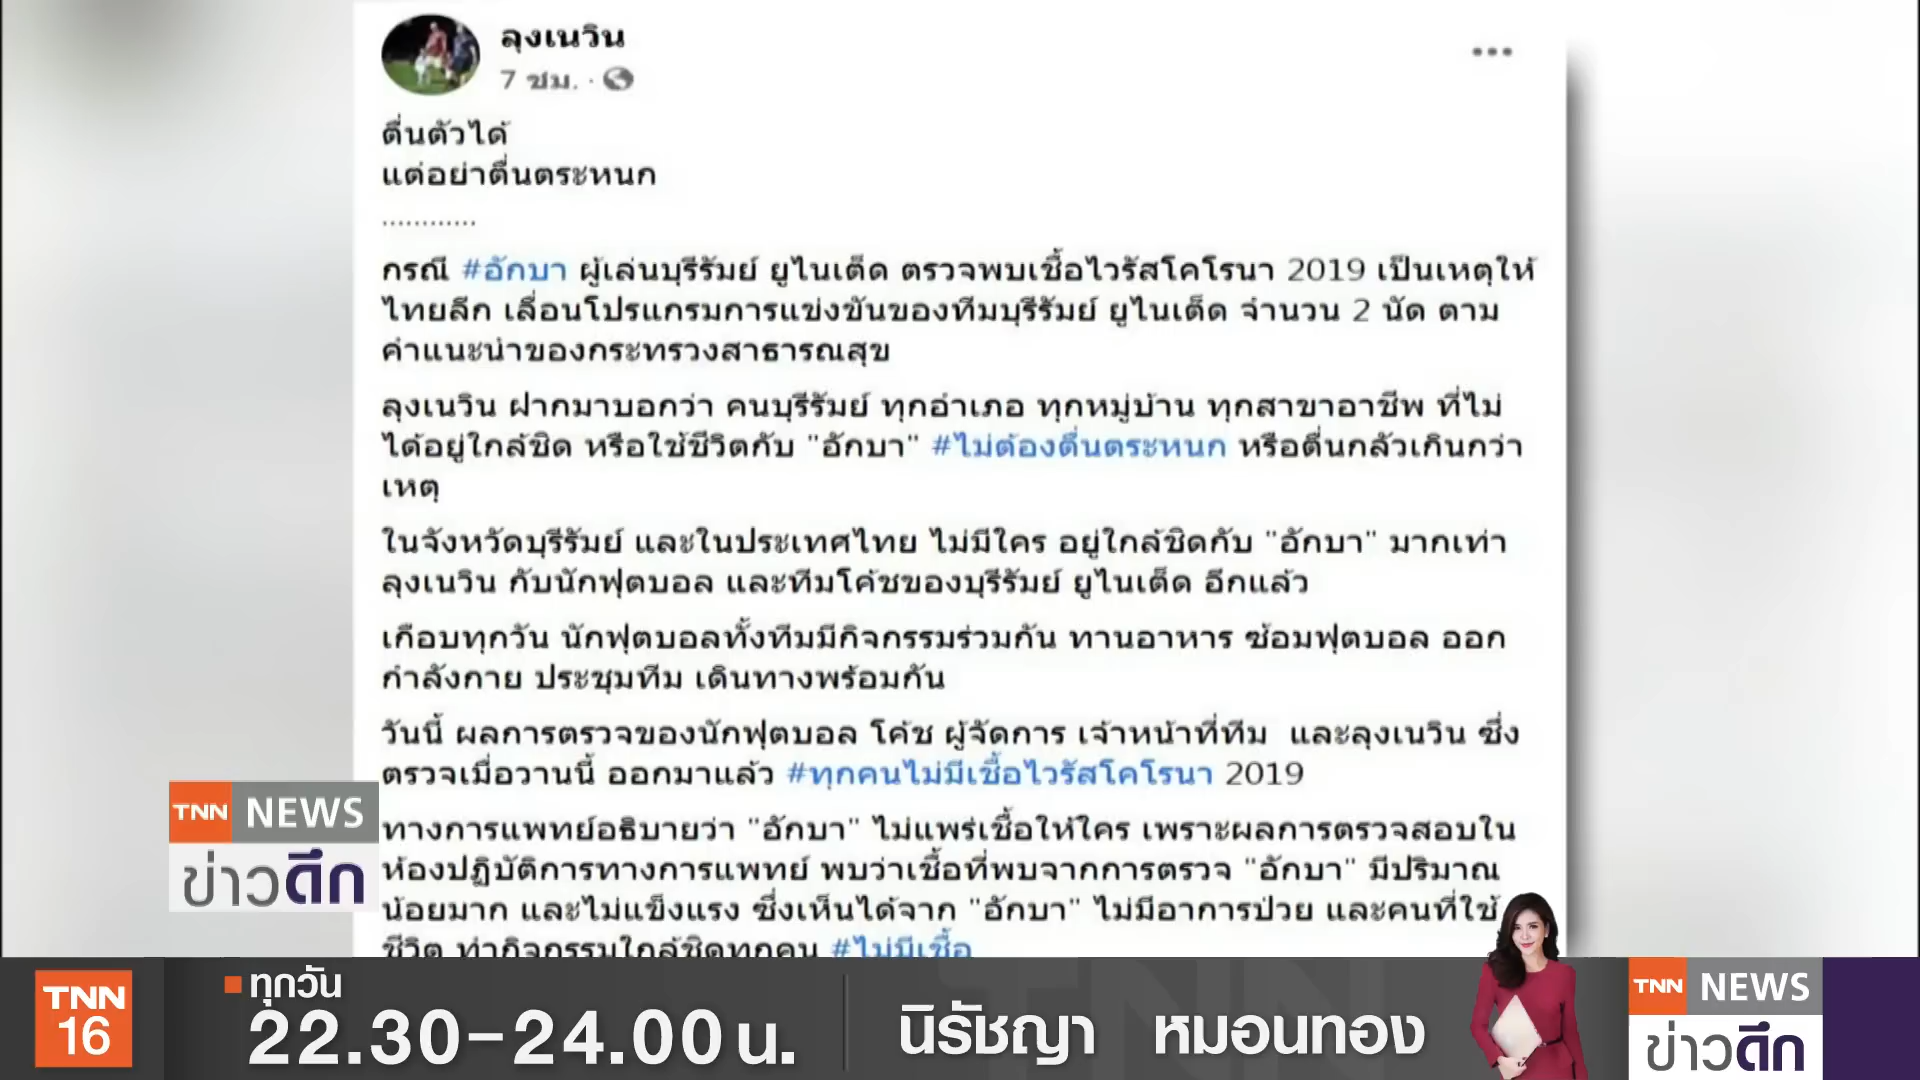 ลุงเนวิน
7 ชม. ·
ตื่นตัวได้
แต่อย่าตื่นตระหนก
............
กรณี #อักบา ผู้เล่นบุรีรัมย์ ยูไนเต็ด ตรวจพบเชื้อไวรัสโคโรนา 2019 เป็นเหตุให้
ไทยลีก เลื่อนโปรแกรมการแข่งขันของทีมบุรีรัมย์ ยูไนเต็ด จำนวน 2 นัด ตาม
คำแนะนำของกระทรวงสาธารณสุข
ลุงเนวิน ฝากมาบอกว่า คนบุรีรัมย์ ทุกอำเภอ ทุกหมู่บ้าน ทุกสาขาอาชีพ ที่ไม่
ได้อยู่ใกล้ชิด หรือใช้ชีวิตกับ "อักบา" #ไม่ต้องตื่นตระหนก หรือตื่นกลัวเกินกว่า
เหตุ
ในจังหวัดบุรีรัมย์ และในประเทศไทย ไม่มีใคร อยู่ใกล้ชิดกับ "อักบา" มากเท่า
ลุงเนวิน กับนักฟุตบอล และทีมโค้ชของบุรีรัมย์ ยูไนเต็ด อีกแล้ว
เกือบทุกวัน นักฟุตบอลทั้งทีมมีกิจกรรมร่วมกัน ทานอาหาร ซ้อมฟุตบอล ออก
กำลังกาย ประชุมทีม เดินทางพร้อมกัน
วันนี้ ผลการตรวจของนักฟุตบอล โค้ช ผู้จัดการ เจ้าหน้าที่ทีม และลุงเนวิน ซึ่ง
ตรวจเมื่อวานนี้ ออกมาแล้ว #ทุกคนไม่มีเชื้อไวรัสโคโรนา 2019
ทางการแพทย์อธิบายว่า "อักบา" ไม่แพร่เชื้อให้ใคร เพราะผลการตรวจสอบใน
ห้องปฏิบัติการทางการแพทย์ พบว่าเชื้อที่พบจากการตรวจ "อักบา" มีปริมาณ
น้อยมาก และไม่แข็งแรง ซึ่งเห็นได้จาก "อักบา" ไม่มีอาการป่วย และคนที่ใช้
ชีวิต ทำกิจกรรมใกล้ชิดทุกคน #ไม่มีเชื้อ
TNN NEWS
ข่าวดึก
TNN
16
ทุกวัน
22.30-24.00 น.
นิรัชญา หมอนทอง
TNN NEWS
ข่าวดึก